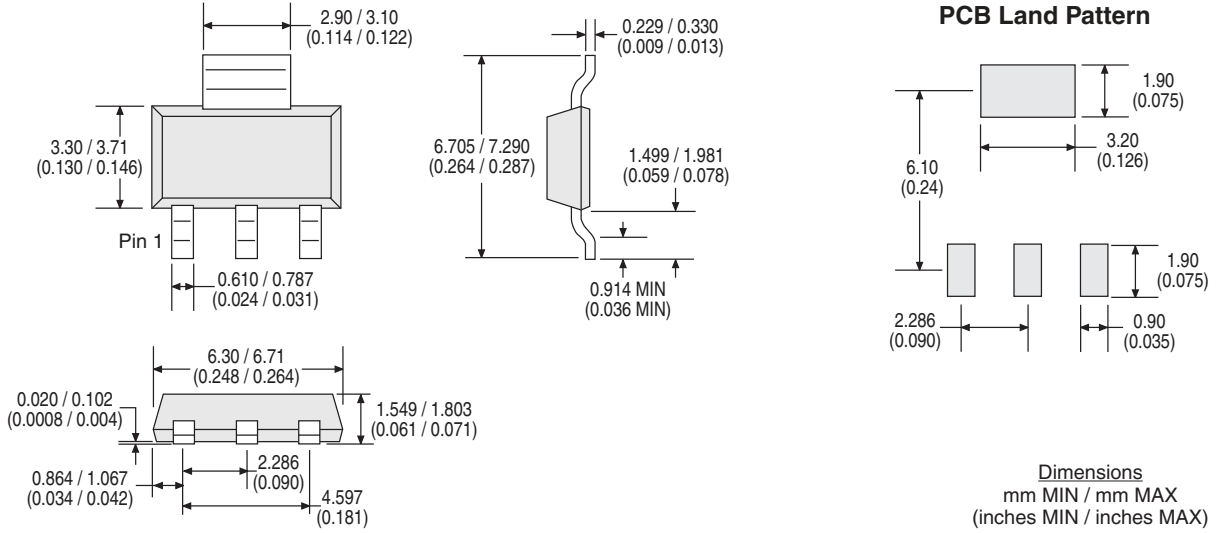 2.90 / 3.10
(0.114 / 0.122)
3.30 / 3.71
(0.130 / 0.146)
Pin 1
0.610 / 0.787
(0.024 / 0.031)
0.229 / 0.330
(0.009 / 0.013)
6.705 / 7.290
(0.264 / 0.287)
1.499 / 1.981
(0.059 / 0.078)
0.914 MIN
(0.036 MIN)
PCB Land Pattern
1.90
(0.075)
3.20
(0.126)
6.10
(0.24)
1.90
(0.075)
2.286
(0.090)
0.90
(0.035)
6.30 / 6.71
(0.248 / 0.264)
0.020 / 0.102
(0.0008 / 0.004)
1.549 / 1.803
(0.061 / 0.071)
0.864 / 1.067
(0.034 / 0.042)
2.286
(0.090)
4.597
(0.181)
Dimensions
mm MIN / mm MAX
(inches MIN / inches MAX)